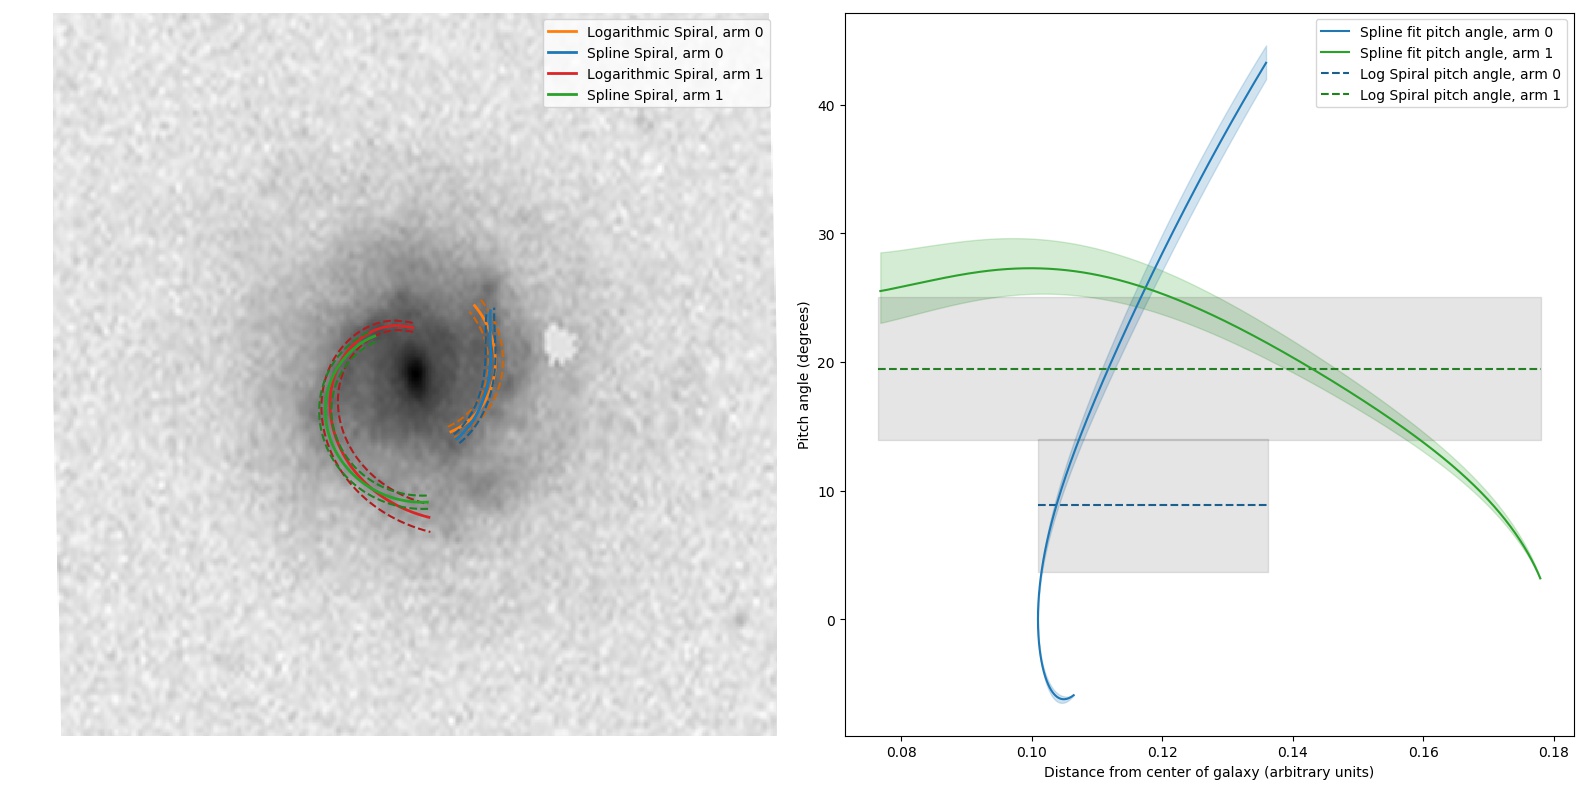 Logarithmic Spiral, arm 0
Spline Spiral, arm 0
Logarithmic Spiral, arm 1
Spline Spiral, arm 1
Spline fit pitch angle, arm 0
Spline fit pitch angle, arm 1
Log Spiral pitch angle, arm 0
Log Spiral pitch angle, arm 1
Pitch angle (degrees)
40
30
20
10
0
0.08 0.10 0.12 0.14 0.16 0.18
Distance from center of galaxy (arbitrary units)